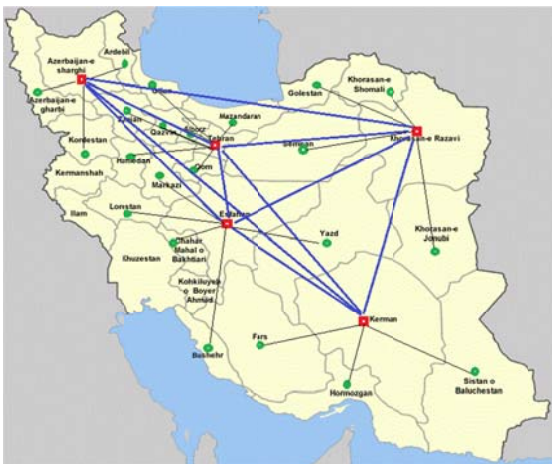 Ardebil
Azerbaijan-e
sharghi
Azerbaijan-e
gharbi
Khorasan-e
Shomali
Golestan
Mazandaran
Zanjan
Qazvin
Tehran
Khorasan-e Razavi
Kordestan
Semnan
Hamedan
Qom
Kermanshah
Markazi
Ilam
Lorestan
Esfahan
Yazd
Khorasan-e
Jonubi
Chahar
Mahal o
Bakhtiari
Khuzestan
Kohkiluyeh
o Boyer
Ahmad
Kerman
Fars
Bushehr
Hormozgan
Sistan o
Baluchestan